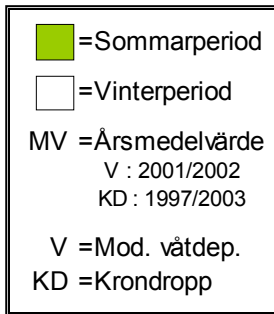 =Sommarperiod
=Vinterperiod
MV =Årsmedelvärde
V : 2001/2002
KD : 1997/2003
V =Mod. våtdep.
KD =Krondropp